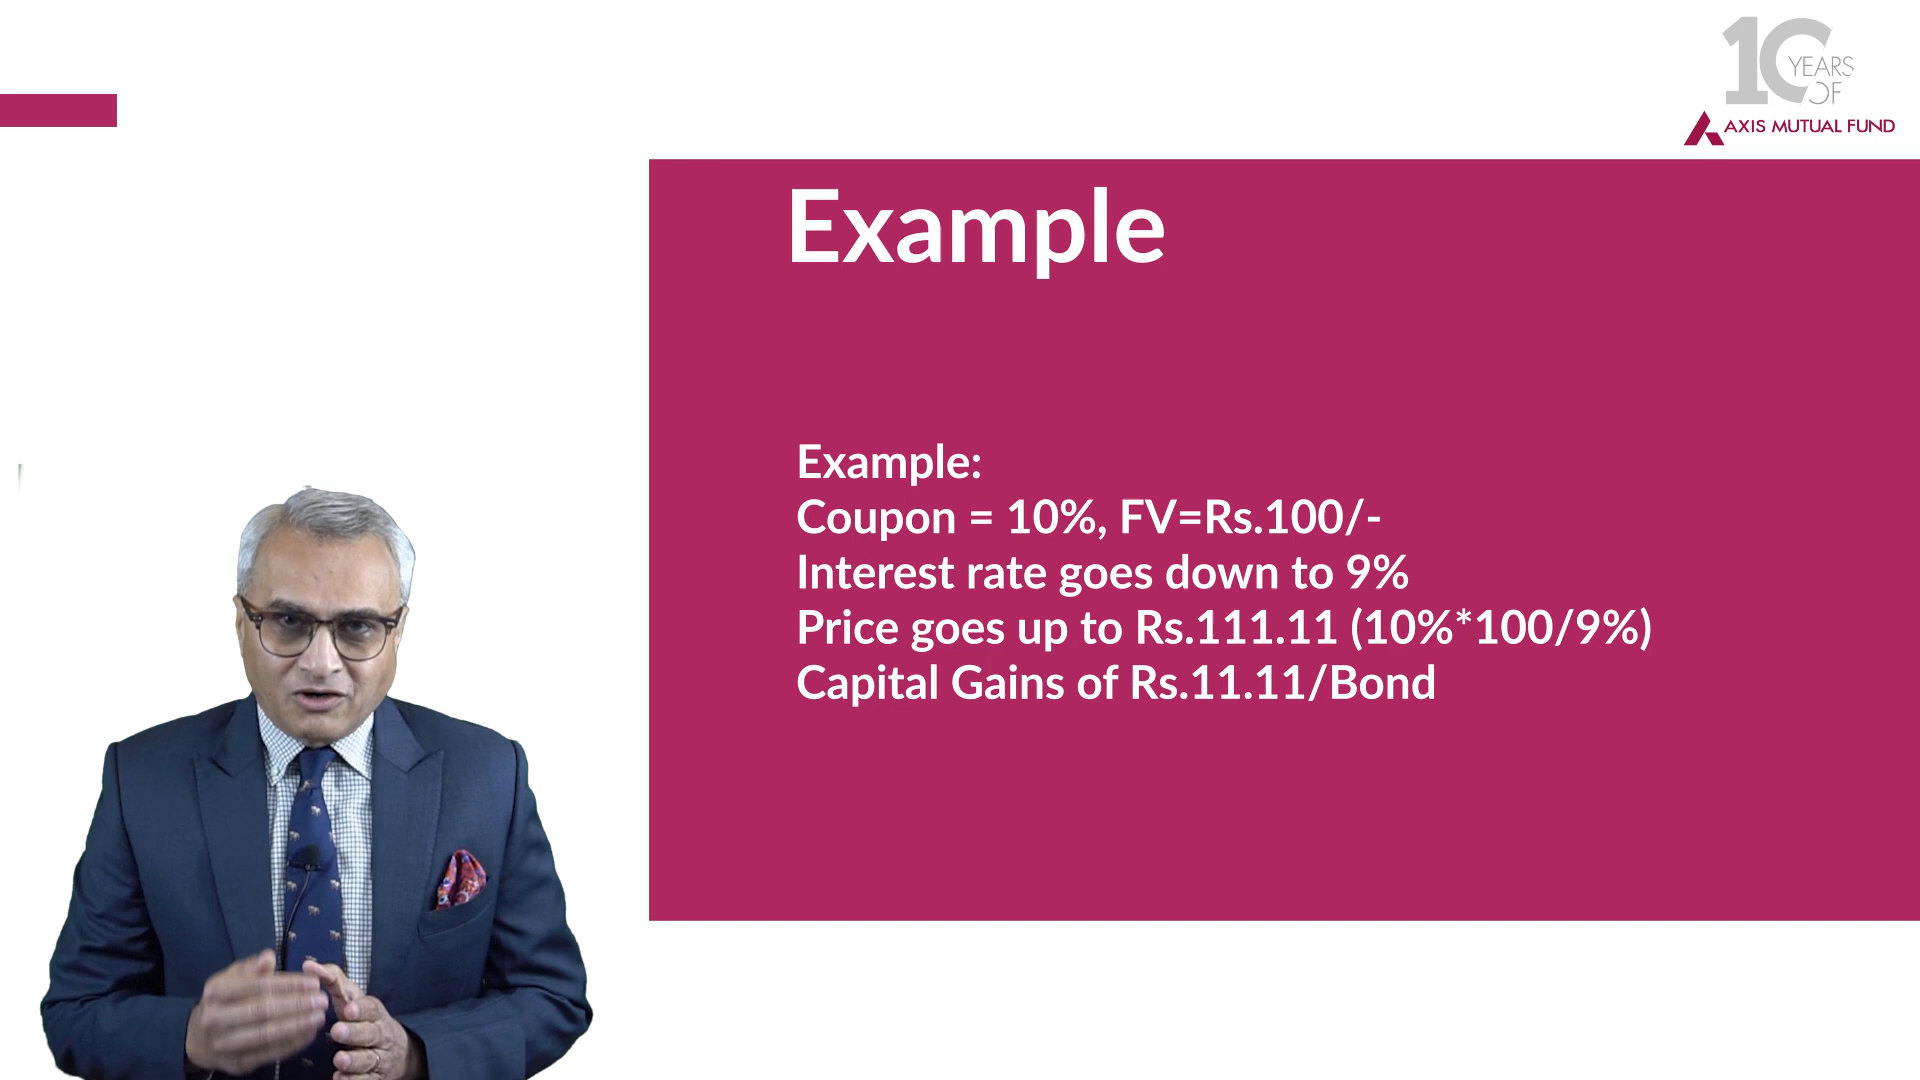 10
YEARS
OF
AXIS MUTUAL FUND
Example
Example:
Coupon = 10%, FV=Rs.100/-
Interest rate goes down to 9%
Price goes up to Rs.111.11 (10%*100/9%)
Capital Gains of Rs.11.11/Bond